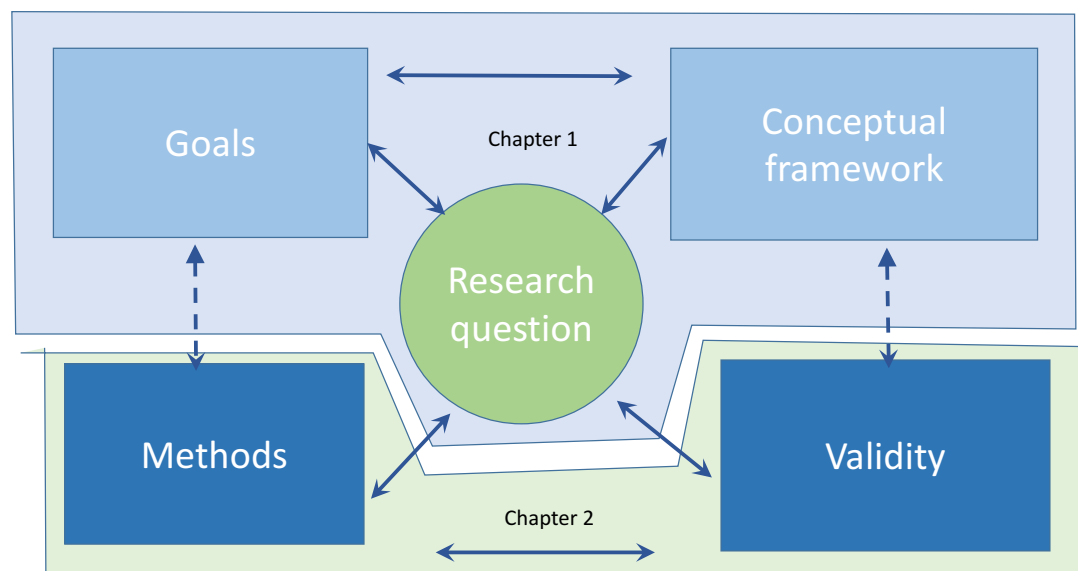 Goals
Conceptual
framework
Chapter 1
Research
question
Methods
Validity
Chapter 2